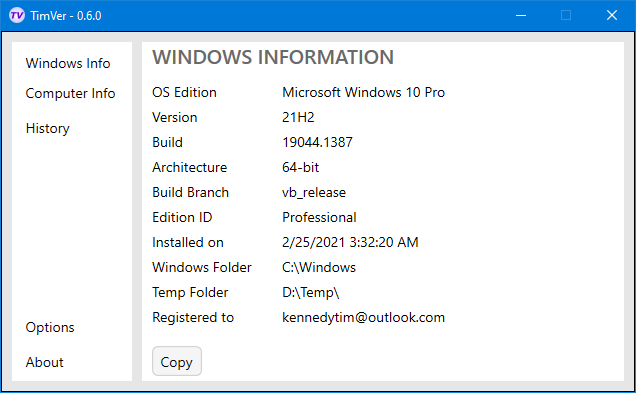 TV TimVer - 0.6.0
Windows Info
Computer Info
History
Options
About
WINDOWS INFORMATION
OS Edition Microsoft Windows 10 Pro
Version 21H2
Build 19044.1387
Architecture 64-bit
Build Branch vb_release
Edition ID Professional
Installed on 2/25/2021 3:32:20 AM
Windows Folder C:\Windows
Temp Folder D:\Temp\
Registered to kennedytim@outlook.com
Copy